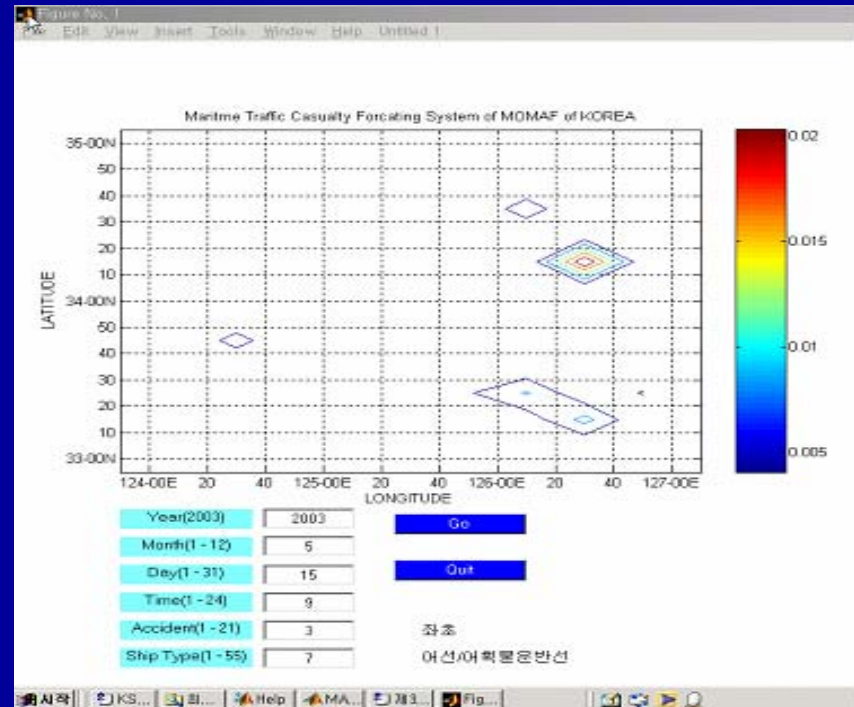 Figure No. 1
File Edit View Insert Tools Window Help Untitled 1
Maritme Traffic Casualty Forcating System of MOMAF of KOREA
35-00N
50
40
30
20
10
34-00N
50
40
30
20
10
33-00N
LATITUDE
124-00E 20 40 125-00E 20 40 126-00E 20 40 127-00E
LONGITUDE
0.02
0.015
0.01
0.005
Year(2003) 2003 Go
Month(1 - 12) 5
Day(1 - 31) 15 Quit
Time(1 - 24) 9
Accident(1 - 21) 3 좌초
Ship Type(1 - 55) 7 어선/어획물운반선
시작 KS... 회... Help MA... 제3... Fig...